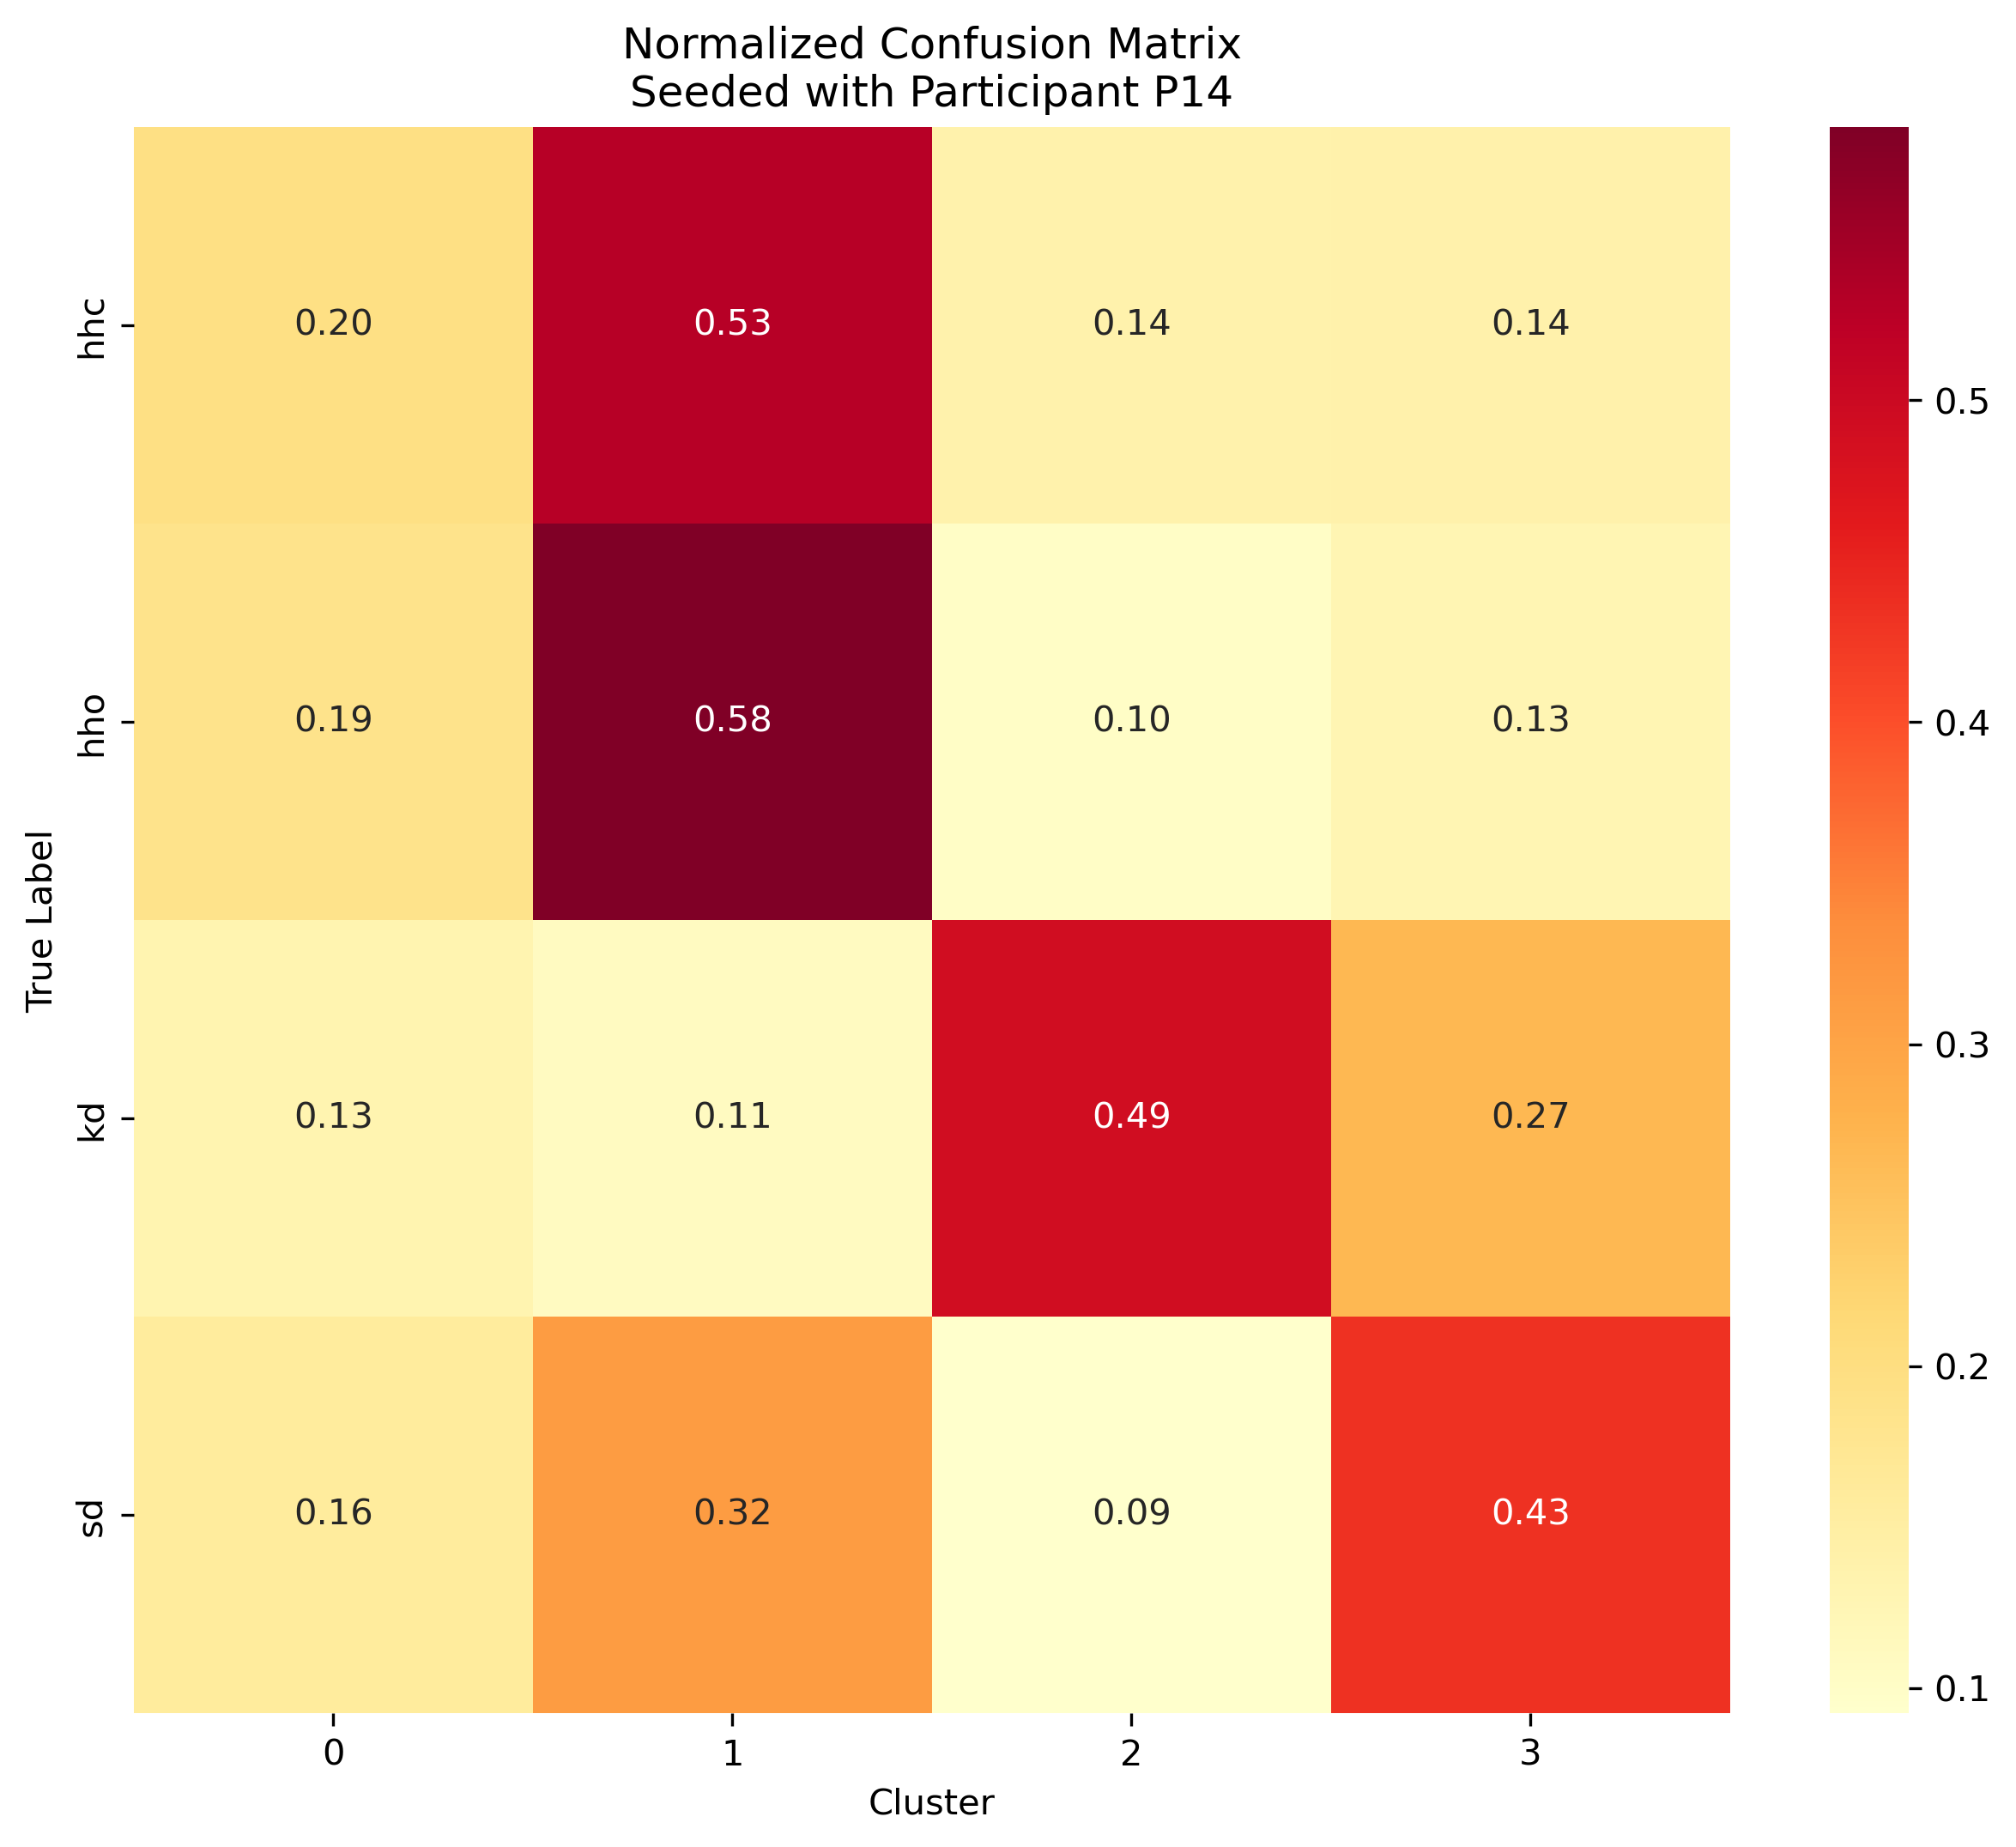 Normalized Confusion Matrix
Seeded with Participant P14
True Label
hhc
0.20 0.53 0.14 0.14
hho
0.19 0.58 0.10 0.13
kd
0.13 0.11 0.49 0.27
sd
0.16 0.32 0.09 0.43
0 1 2 3
Cluster
0.5
0.4
0.3
0.2
0.1